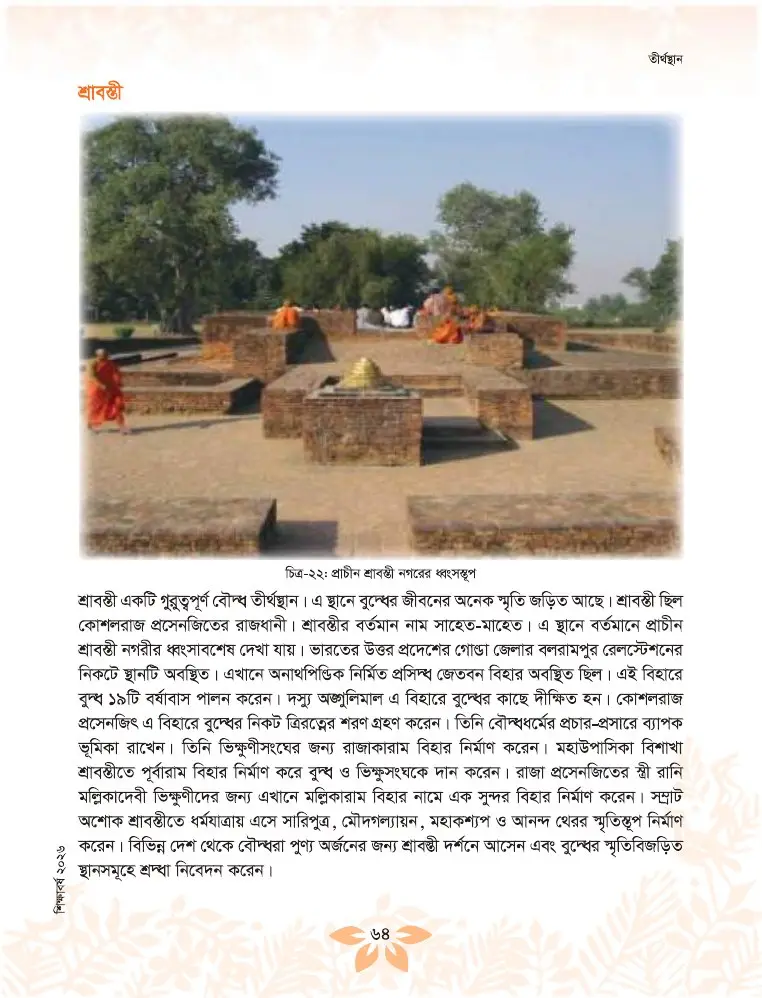 তীর্থস্থান
শ্রাবস্তী
চিত্র-২২: প্রাচীন শ্রাবস্তী নগরের ধ্বংসস্তূপ
শ্রাবস্তী একটি গুরুত্বপূর্ণ বৌদ্ধ তীর্থস্থান। এ স্থানে বুদ্ধের জীবনের অনেক স্মৃতি জড়িত আছে। শ্রাবস্তী ছিল
কোশলরাজ প্রসেনজিতের রাজধানী। শ্রাবস্তীর বর্তমান নাম সাহেত-মাহেত। এ স্থানে বর্তমানে প্রাচীন
শ্রাবস্তী নগরীর ধ্বংসাবশেষ দেখা যায়। ভারতের উত্তর প্রদেশের গোন্ডা জেলার বলরামপুর রেলস্টেশনের
নিকটে স্থানটি অবস্থিত। এখানে অনাথপিণ্ডিক নির্মিত প্রসিদ্ধ জেতবন বিহার অবস্থিত ছিল। এই বিহারে
বুদ্ধ ১৯টি বর্ষাবাস পালন করেন। দস্যু অঙ্গুলিমাল এ বিহারে বুদ্ধের কাছে দীক্ষিত হন। কোশলরাজ
প্রসেনজিৎ এ বিহারে বুদ্ধের নিকট ত্রিরত্নের শরণ গ্রহণ করেন। তিনি বৌদ্ধধর্মের প্রচার-প্রসারে ব্যাপক
ভূমিকা রাখেন। তিনি ভিক্ষুণীসংঘের জন্য রাজাকারাম বিহার নির্মাণ করেন। মহাউপাসিকা বিশাখা
শ্রাবস্তীতে পূর্বারাম বিহার নির্মাণ করে বুদ্ধ ও ভিক্ষুসংঘকে দান করেন। রাজা প্রসেনজিতের স্ত্রী রানি
মল্লিকাদেবী ভিক্ষুণীদের জন্য এখানে মল্লিকারাম বিহার নামে এক সুন্দর বিহার নির্মাণ করেন। সম্রাট
অশোক শ্রাবস্তীতে ধর্মযাত্রায় এসে সারিপুত্র, মৌদগল্যায়ন, মহাকশ্যপ ও আনন্দ থেরর স্মৃতিস্তূপ নির্মাণ
করেন। বিভিন্ন দেশ থেকে বৌদ্ধরা পুণ্য অর্জনের জন্য শ্রাবস্তী দর্শনে আসেন এবং বুদ্ধের স্মৃতিবিজড়িত
স্থানসমূহে শ্রদ্ধা নিবেদন করেন।
শিক্ষাবর্ষ ২০২৬
৬৪